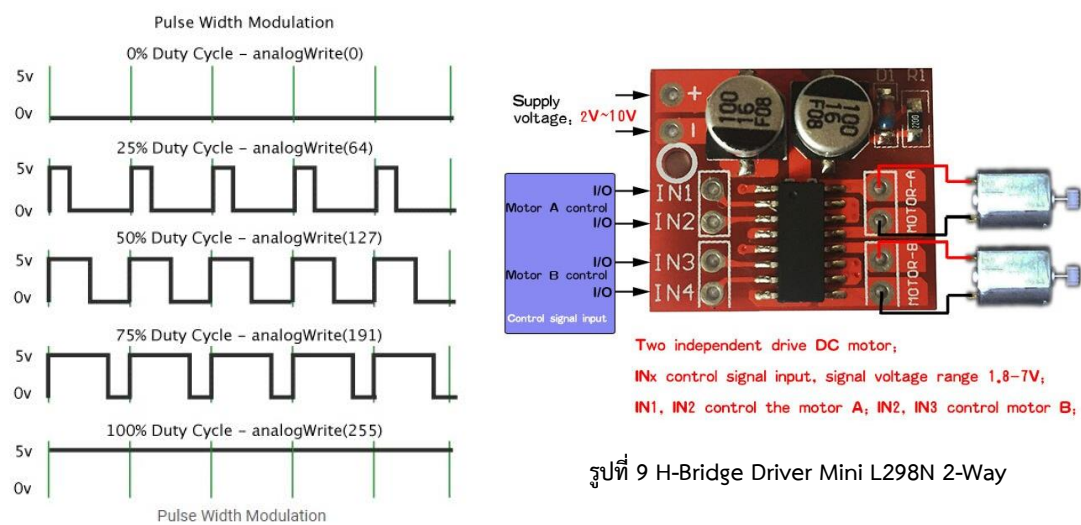 Pulse Width Modulation
0% Duty Cycle – analogWrite(0)
5v
0v
25% Duty Cycle – analogWrite(64)
5v
0v
50% Duty Cycle – analogWrite(127)
5v
0v
75% Duty Cycle – analogWrite(191)
5v
0v
100% Duty Cycle – analogWrite(255)
5v
0v
Pulse Width Modulation
Supply
voltage: 2V~10V
+
−
100
16
F08
100
16
F08
D1
R1
I/O
Motor A control
I/O
I/O
Motor B control
I/O
Control signal input
IN1
IN2
IN3
IN4
MOTOR-A
MOTOR-B
Two independent drive DC motor;
INx control signal input, signal voltage range 1.8-7V;
IN1, IN2 control the motor A; IN2, IN3 control motor B;
รูปที่ 9 H-Bridge Driver Mini L298N 2-Way